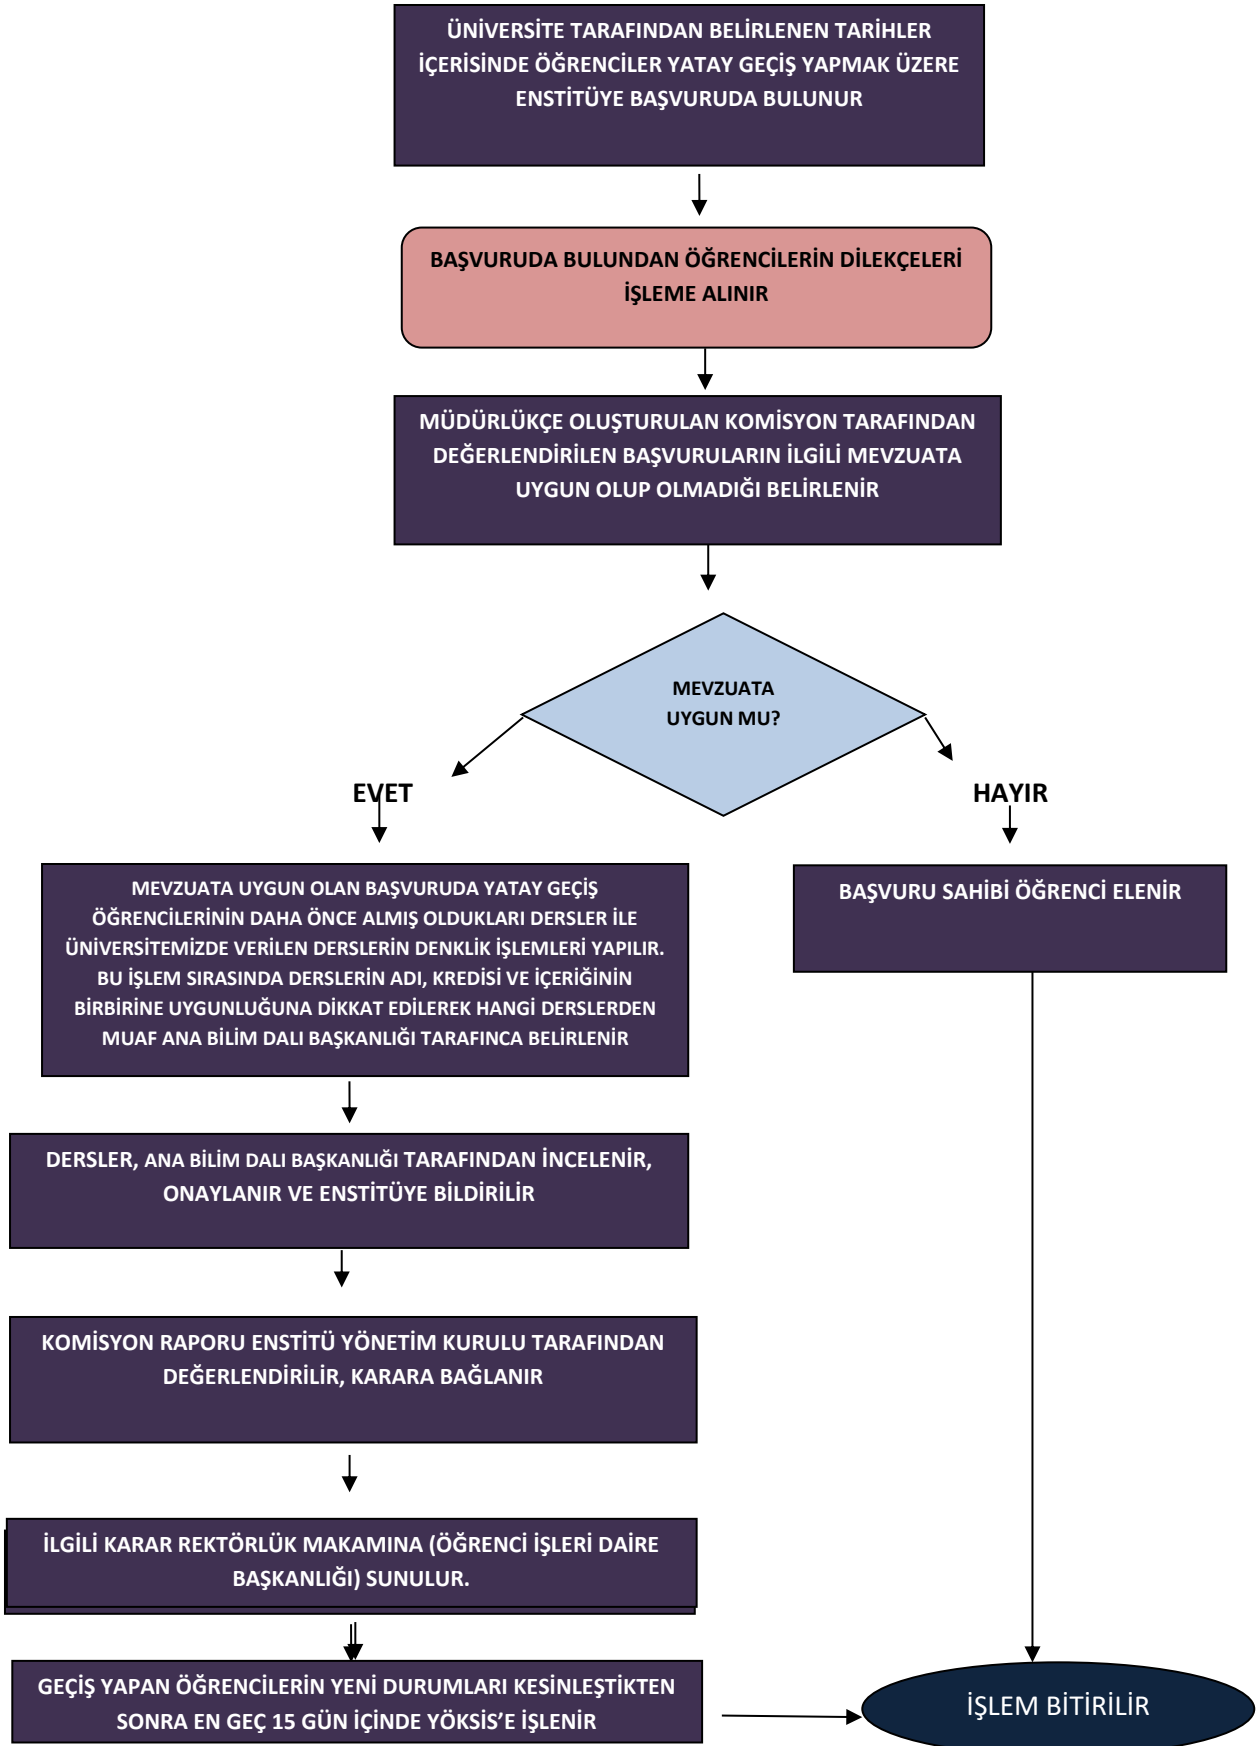 ÜNİVERSİTE TARAFINDAN BELİRLENEN TARİHLER
İÇERİSİNDE ÖĞRENCİLER YATAY GEÇİŞ YAPMAK ÜZERE
ENSTİTÜYE BAŞVURUDA BULUNUR
BAŞVURUDA BULUNDAN ÖĞRENCİLERİN DİLEKÇELERİ
İŞLEME ALINIR
MÜDÜRLÜKÇE OLUŞTURULAN KOMİSYON TARAFINDAN
DEĞERLENDİRİLEN BAŞVURULARIN İLGİLİ MEVZUATA
UYGUN OLUP OLMADIĞI BELİRLENİR
MEVZUATA
UYGUN MU?
EVET
HAYIR
MEVZUATA UYGUN OLAN BAŞVURUDA YATAY GEÇİŞ
ÖĞRENCİLERİNİN DAHA ÖNCE ALMIŞ OLDUKLARI DERSLER İLE
ÜNİVERSİTEMİZDE VERİLEN DERSLERİN DENKLİK İŞLEMLERİ YAPILIR.
BU İŞLEM SIRASINDA DERSLERİN ADI, KREDİSİ VE İÇERİĞİNİN
BİRBİRİNE UYGUNLUĞUNA DİKKAT EDİLEREK HANGİ DERSLERDEN
MUAF ANA BİLİM DALI BAŞKANLIĞI TARAFINCA BELİRLENİR
BAŞVURU SAHİBİ ÖĞRENCİ ELENİR
DERSLER, ANA BİLİM DALI BAŞKANLIĞI TARAFINDAN İNCELENİR,
ONAYLANIR VE ENSTİTÜYE BİLDİRİLİR
KOMİSYON RAPORU ENSTİTÜ YÖNETİM KURULU TARAFINDAN
DEĞERLENDİRİLİR, KARARA BAĞLANIR
İLGİLİ KARAR REKTÖRLÜK MAKAMINA (ÖĞRENCİ İŞLERİ DAİRE
BAŞKANLIĞI) SUNULUR.
GEÇİŞ YAPAN ÖĞRENCİLERİN YENİ DURUMLARI KESİNLEŞTİKTEN
SONRA EN GEÇ 15 GÜN İÇİNDE YÖKSİS'E İŞLENİR
İŞLEM BİTİRİLİR